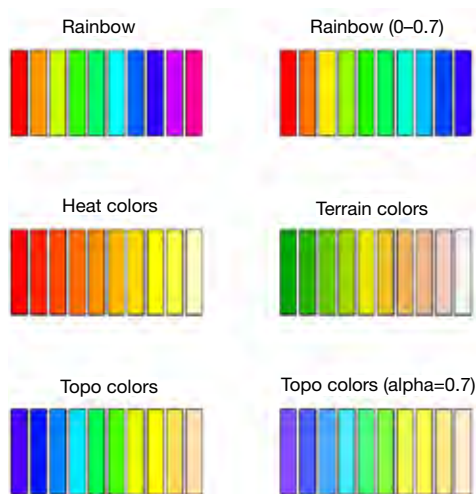 Rainbow
Rainbow (0–0.7)
Heat colors
Terrain colors
Topo colors
Topo colors (alpha=0.7)